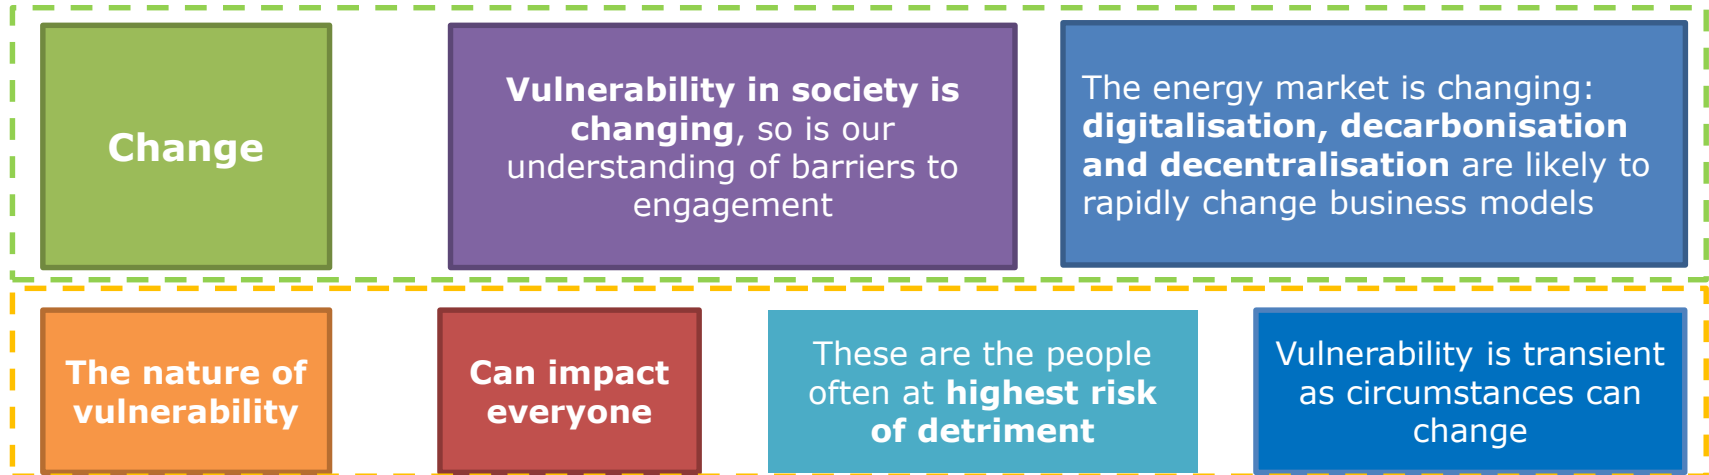 Change
Vulnerability in society is
changing, so is our
understanding of barriers to
engagement
The energy market is changing:
digitalisation, decarbonisation
and decentralisation are likely to
rapidly change business models
The nature of
vulnerability
Can impact
everyone
These are the people
often at highest risk
of detriment
Vulnerability is transient
as circumstances can
change